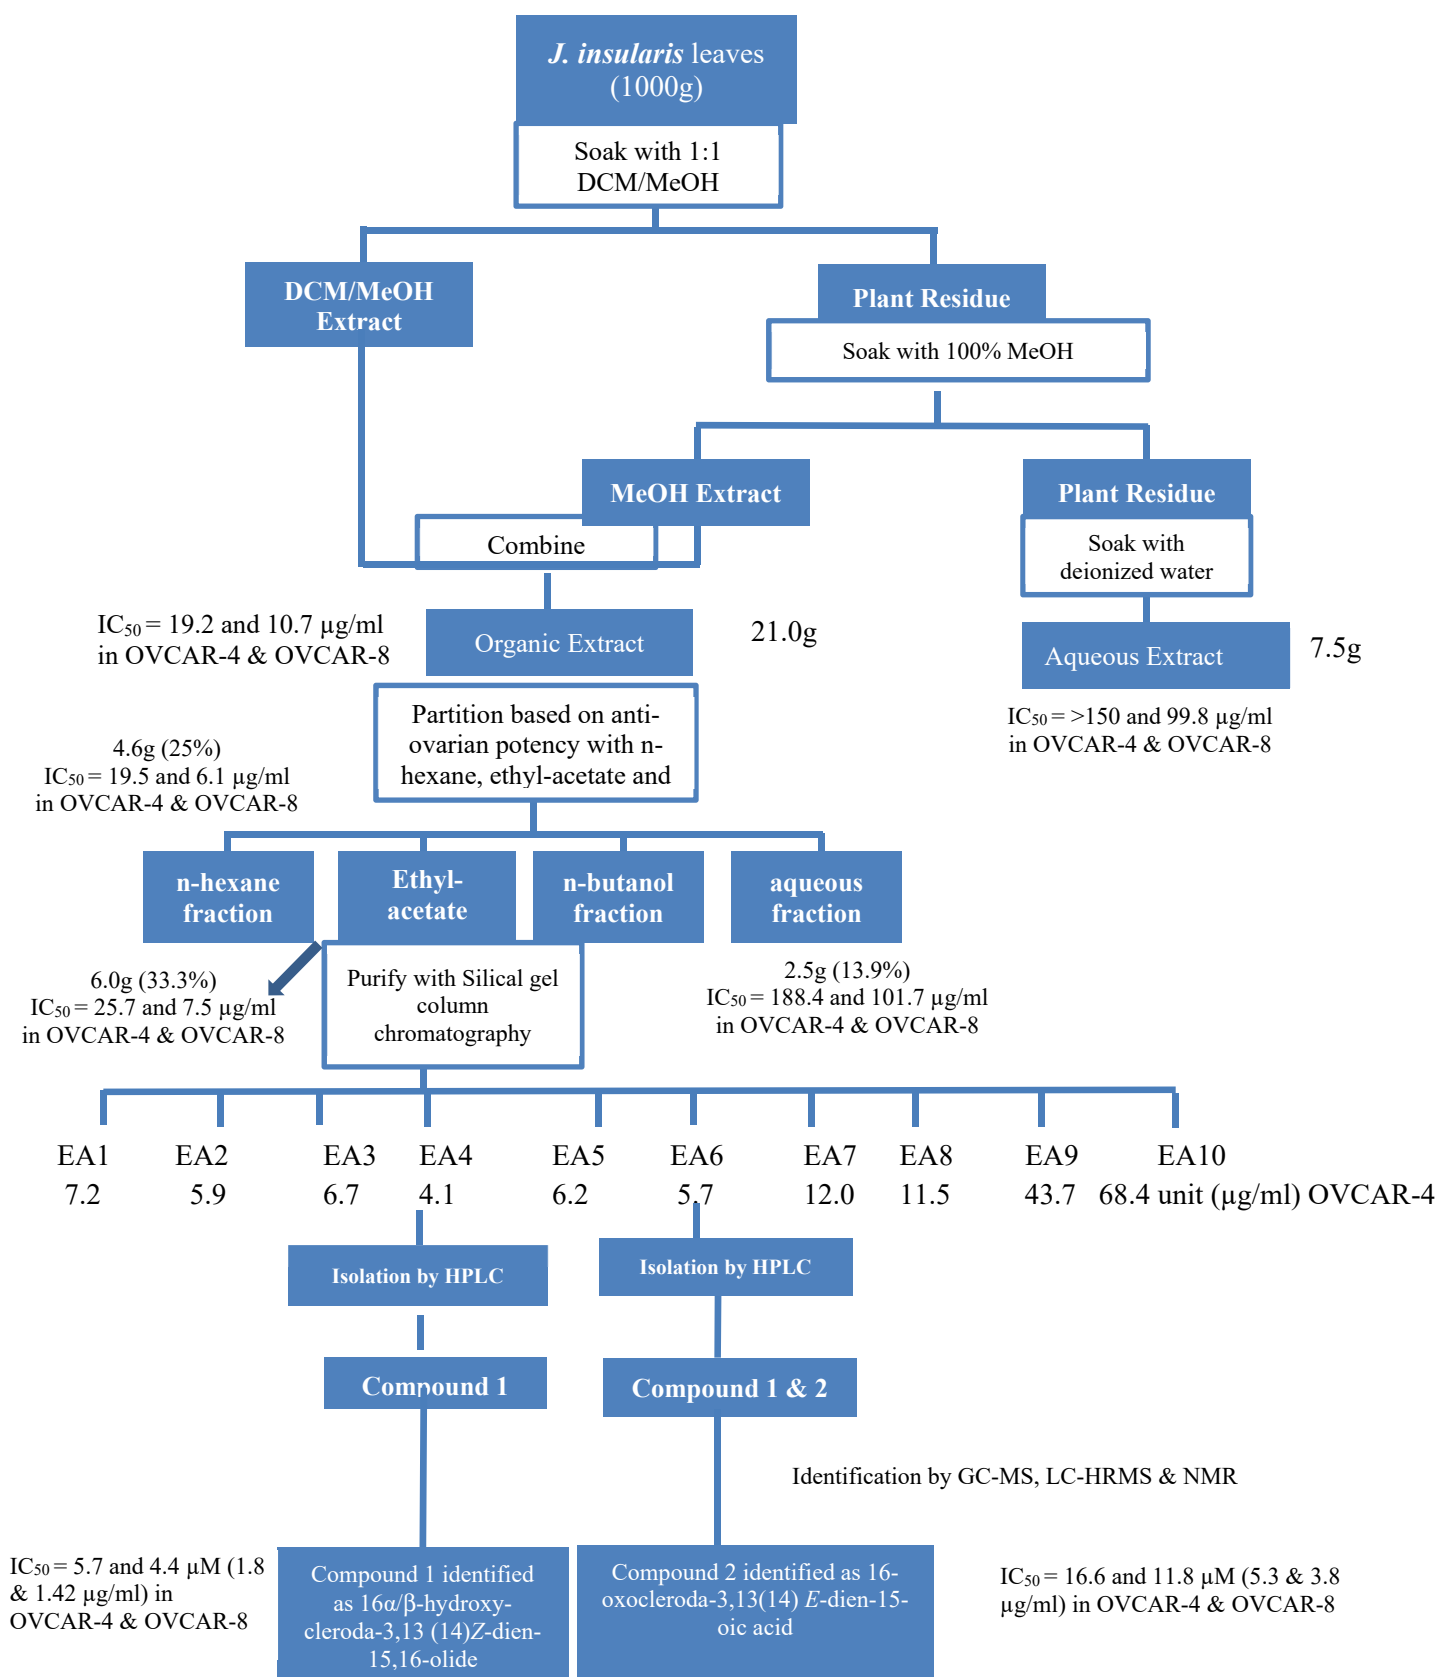 J. insularis leaves
(1000g)
Soak with 1:1
DCM/MeOH
DCM/MeOH
Extract
Plant Residue
Soak with 100% MeOH
MeOH Extract
Plant Residue
Combine
Soak with
deionized water
IC50 = 19.2 and 10.7 µg/ml
in OVCAR-4 & OVCAR-8
Organic Extract
21.0g
Aqueous Extract
7.5g
IC50 = >150 and 99.8 µg/ml
in OVCAR-4 & OVCAR-8
Partition based on anti-
ovarian potency with n-
hexane, ethyl-acetate and
4.6g (25%)
IC50 = 19.5 and 6.1 µg/ml
in OVCAR-4 & OVCAR-8
n-hexane
fraction
Ethyl-
acetate
n-butanol
fraction
aqueous
fraction
6.0g (33.3%)
IC50 = 25.7 and 7.5 µg/ml
in OVCAR-4 & OVCAR-8
Purify with Silical gel
column
chromatography
2.5g (13.9%)
IC50 = 188.4 and 101.7 µg/ml
in OVCAR-4 & OVCAR-8
EA1 EA2 EA3 EA4 EA5 EA6 EA7 EA8 EA9 EA10
7.2 5.9 6.7 4.1 6.2 5.7 12.0 11.5 43.7 68.4 unit (µg/ml) OVCAR-4
Isolation by HPLC
Isolation by HPLC
Compound 1
Compound 1 & 2
Identification by GC-MS, LC-HRMS & NMR
IC50 = 5.7 and 4.4 µM (1.8
& 1.42 µg/ml) in
OVCAR-4 & OVCAR-8
Compound 1 identified
as 16α/β-hydroxy-
cleroda-3,13 (14)Z-dien-
15,16-olide
Compound 2 identified as 16-
oxocleroda-3,13(14) E-dien-15-
oic acid
IC50 = 16.6 and 11.8 µM (5.3 & 3.8
µg/ml) in OVCAR-4 & OVCAR-8